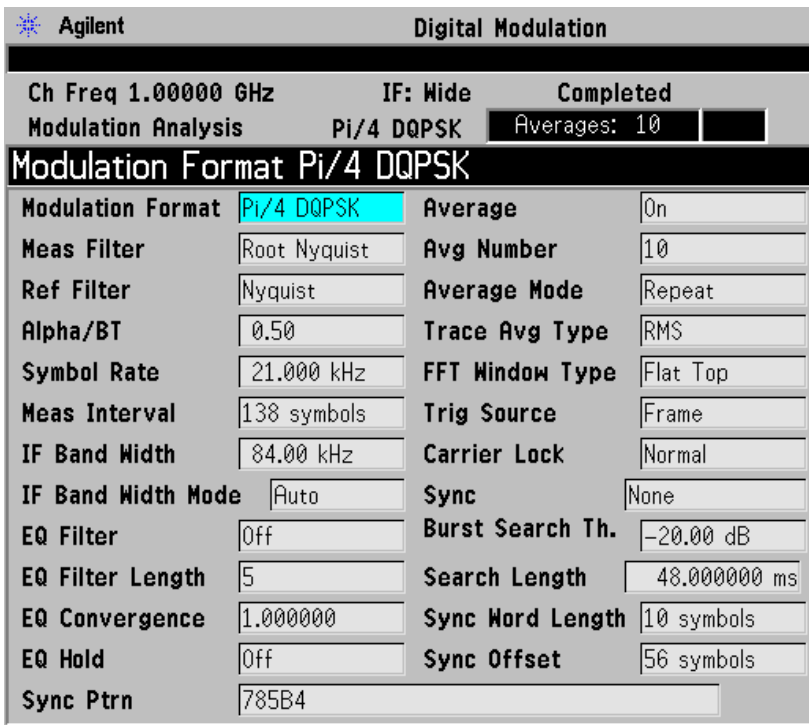 Agilent Digital Modulation
Ch Freq 1.00000 GHz IF: Wide Completed
Modulation Analysis Pi/4 DQPSK Averages: 10
Modulation Format Pi/4 DQPSK
Modulation Format Pi/4 DQPSK Average On
Meas Filter Root Nyquist Avg Number 10
Ref Filter Nyquist Average Mode Repeat
Alpha/BT 0.50 Trace Avg Type RMS
Symbol Rate 21.000 kHz FFT Window Type Flat Top
Meas Interval 138 symbols Trig Source Frame
IF Band Width 84.00 kHz Carrier Lock Normal
IF Band Width Mode Auto Sync None
EQ Filter Off Burst Search Th. -20.00 dB
EQ Filter Length 5 Search Length 48.000000 ms
EQ Convergence 1.000000 Sync Word Length 10 symbols
EQ Hold Off Sync Offset 56 symbols
Sync Ptrn 785B4